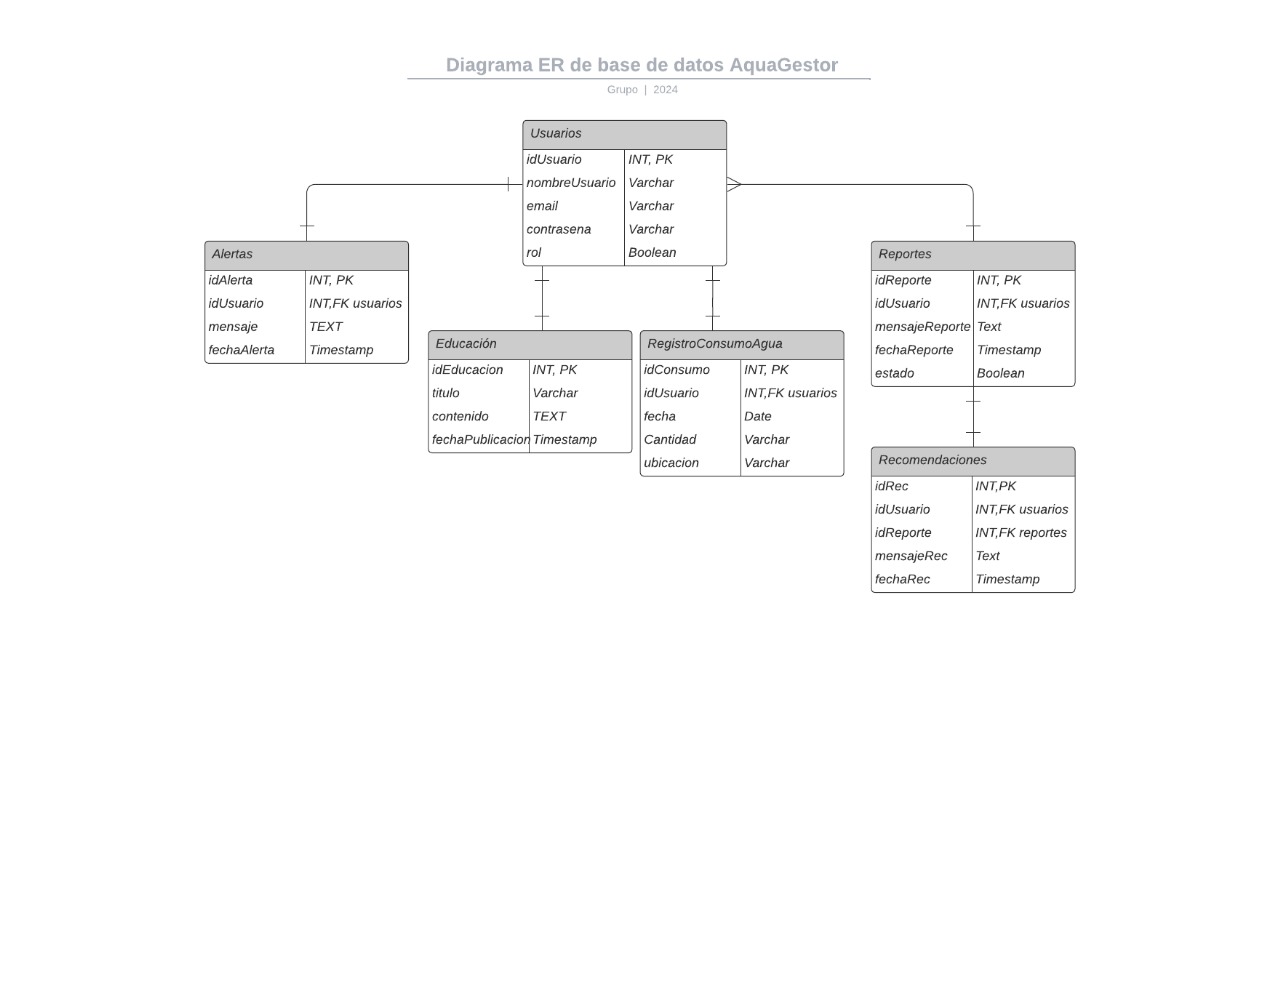 Diagrama ER de base de datos AquaGestor
Grupo | 2024
Usuarios
idUsuario INT, PK
nombreUsuario Varchar
email Varchar
contrasena Varchar
rol Boolean
Alertas
idAlerta INT, PK
idUsuario INT,FK usuarios
mensaje TEXT
fechaAlerta Timestamp
Educación
idEducacion INT, PK
titulo Varchar
contenido TEXT
fechaPublicacion Timestamp
RegistroConsumoAgua
idConsumo INT, PK
idUsuario INT,FK usuarios
fecha Date
Cantidad Varchar
ubicacion Varchar
Reportes
idReporte INT, PK
idUsuario INT,FK usuarios
mensajeReporte Text
fechaReporte Timestamp
estado Boolean
Recomendaciones
idRec INT,PK
idUsuario INT,FK usuarios
idReporte INT,FK reportes
mensajeRec Text
fechaRec Timestamp